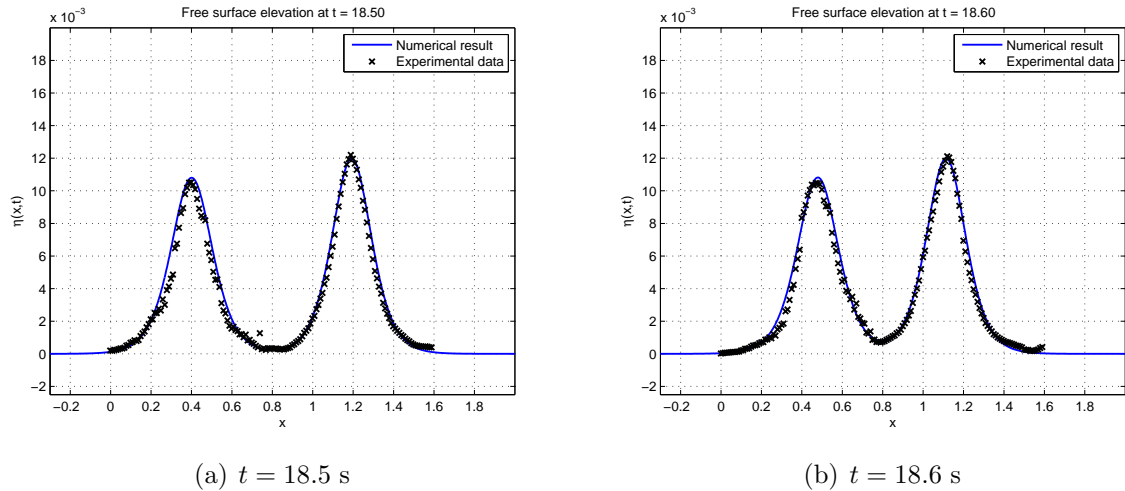 Free surface elevation at t = 18.50
x 10⁻³
Numerical result
Experimental data
18
16
14
12
10
8
6
4
2
0
−2
η(x,t)
−0.2 0 0.2 0.4 0.6 0.8 1 1.2 1.4 1.6 1.8
x
(a) t = 18.5 s
Free surface elevation at t = 18.60
x 10⁻³
Numerical result
Experimental data
18
16
14
12
10
8
6
4
2
0
−2
η(x,t)
−0.2 0 0.2 0.4 0.6 0.8 1 1.2 1.4 1.6 1.8
x
(b) t = 18.6 s